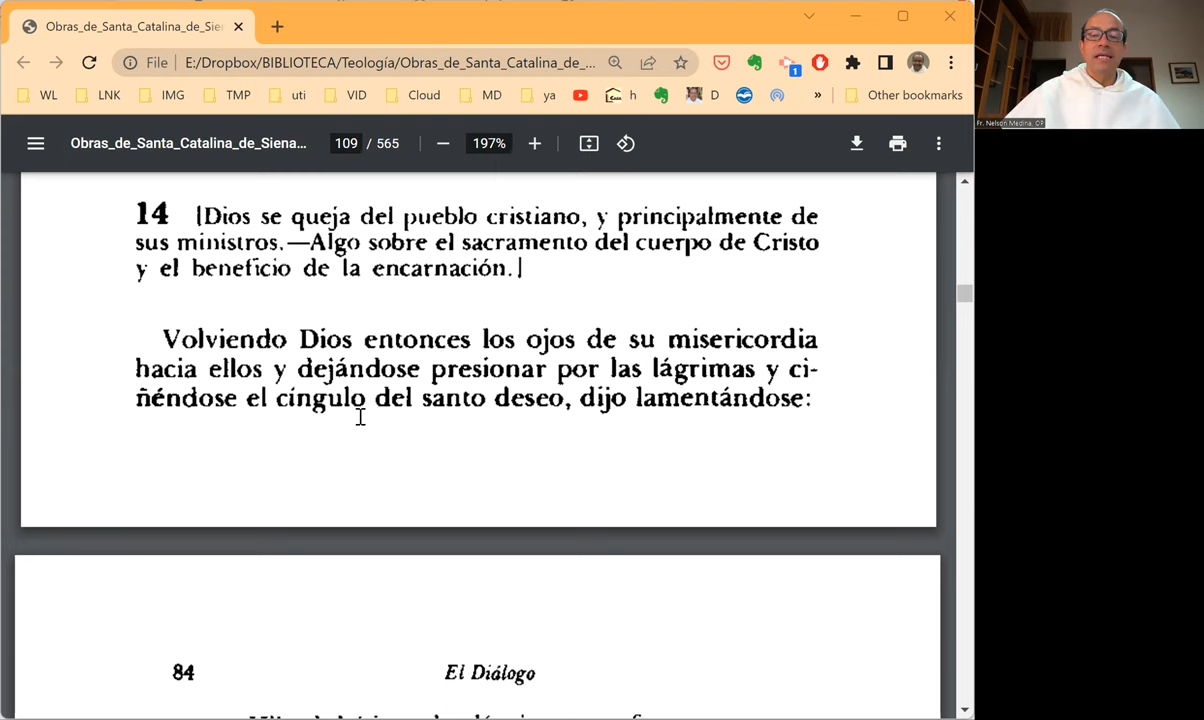 Obras_de_Santa_Catalina_de_Sie
File E:/Dropbox/BIBLIOTECA/Teología/Obras_de_Santa_Catalina_de_...
1
WL LNK IMG TMP uti VID Cloud MD ya h D » Other bookmarks
Obras_de_Santa_Catalina_de_Siena... 109 / 565 197%
Fr. Nelson Medina, OP
14 [Dios se queja del pueblo cristiano, y principalmente de
sus ministros.—Algo sobre el sacramento del cuerpo de Cristo
y el beneficio de la encarnación.]
Volviendo Dios entonces los ojos de su misericordia
hacia ellos y dejándose presionar por las lágrimas y ci-
ñéndose el cíngulo del santo deseo, dijo lamentándose:
84 El Diálogo